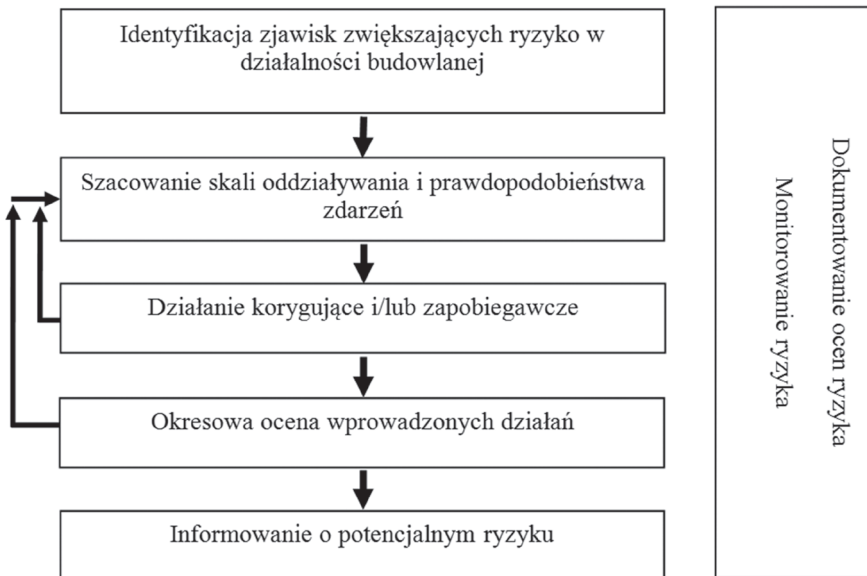 Identyfikacja zjawisk zwiększających ryzyko w
działalności budowlanej
Szacowanie skali oddziaływania i prawdopodobieństwa
zdarzeń
Działanie korygujące i/lub zapobiegawcze
Okresowa ocena wprowadzonych działań
Informowanie o potencjalnym ryzyku
Dokumentowanie ocen ryzyka
Monitorowanie ryzyka